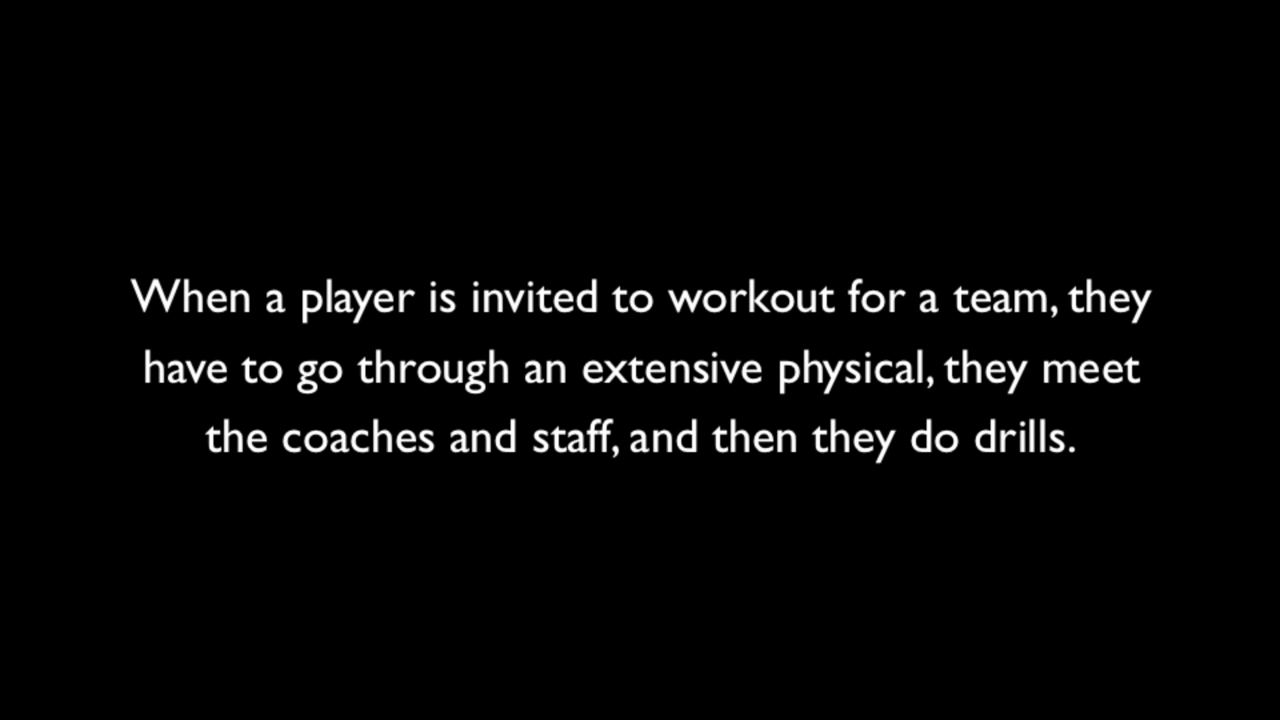 When a player is invited to workout for a team, they
have to go through an extensive physical, they meet
the coaches and staff, and then they do drills.